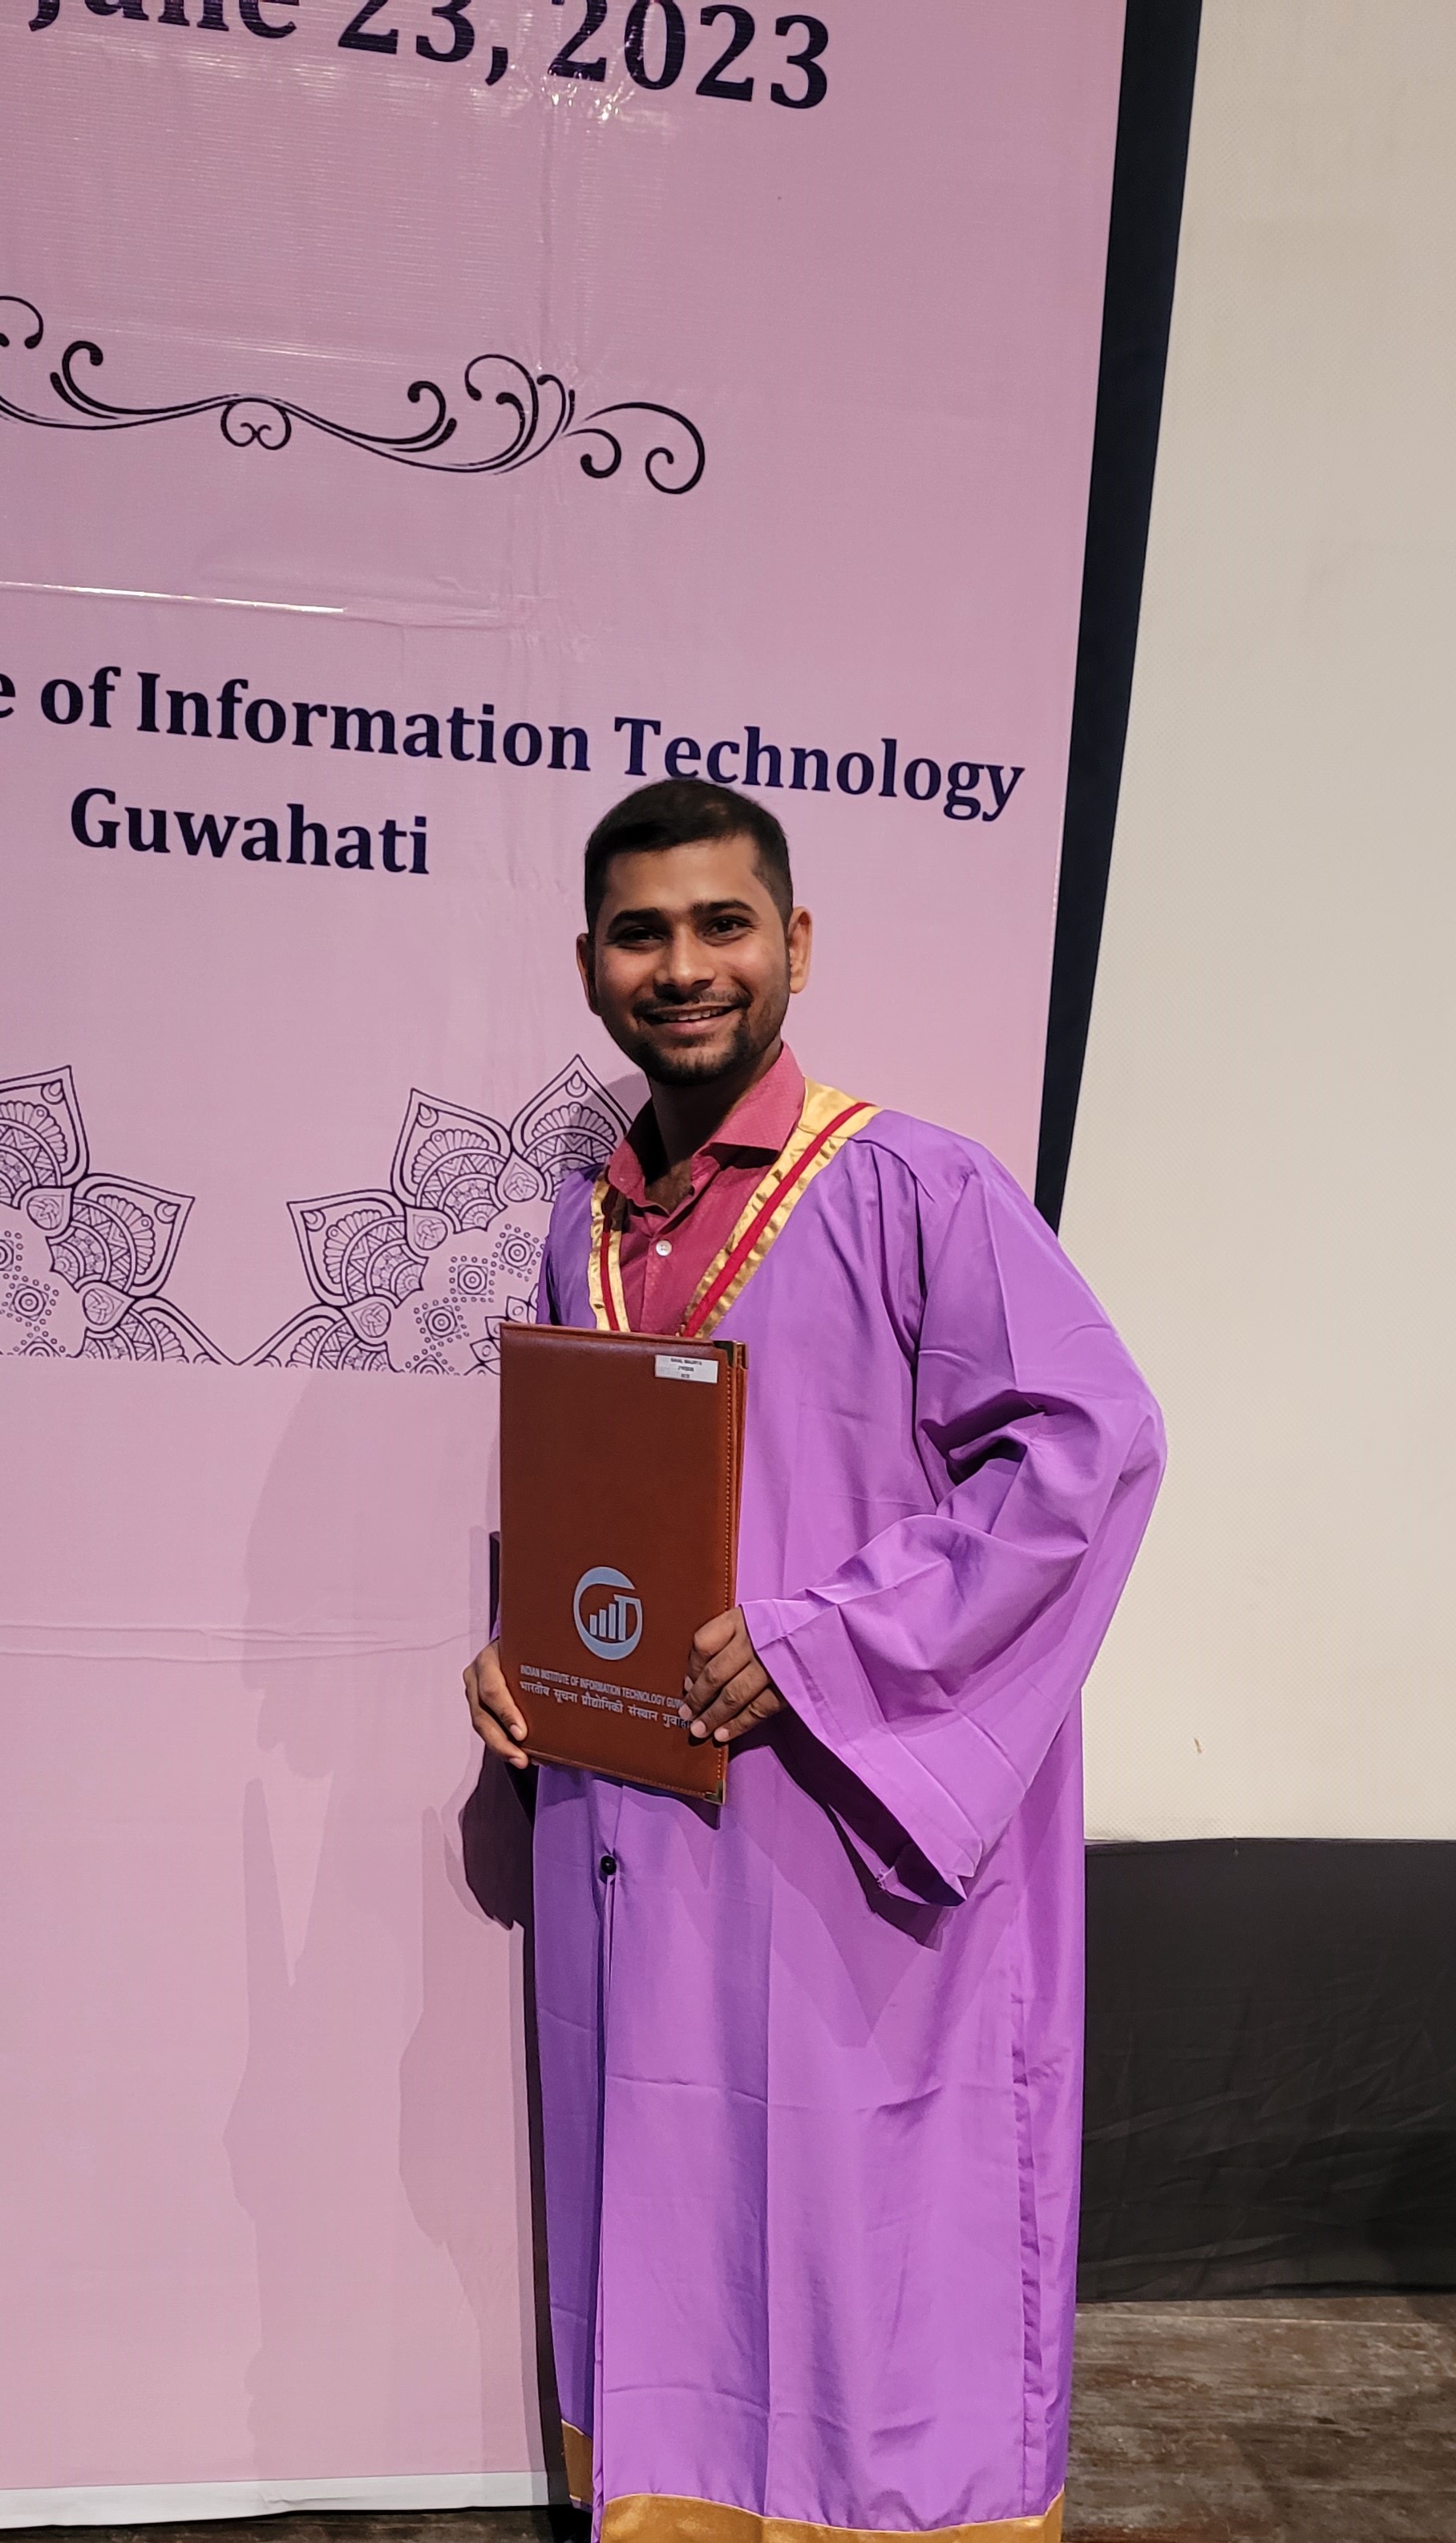 June 23, 2023
e of Information Technology
Guwahati
INDIAN INSTITUTE OF INFORMATION TECHNOLOGY GUW
भारतीय सूचना प्रौद्योगिकी संस्थान गुवाहा